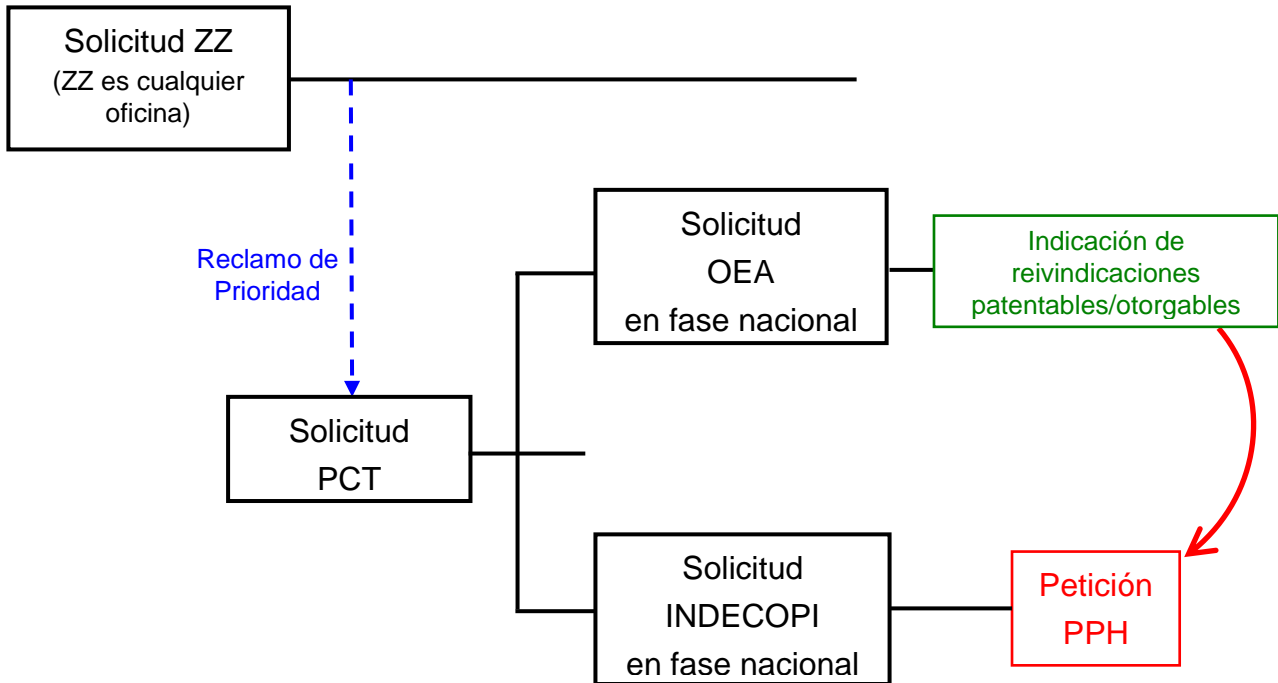 Solicitud ZZ
(ZZ es cualquier
oficina)
Reclamo de
Prioridad
Solicitud
OEA
en fase nacional
Indicación de
reivindicaciones
patentables/otorgables
Solicitud
PCT
Solicitud
INDECOPI
en fase nacional
Petición
PPH